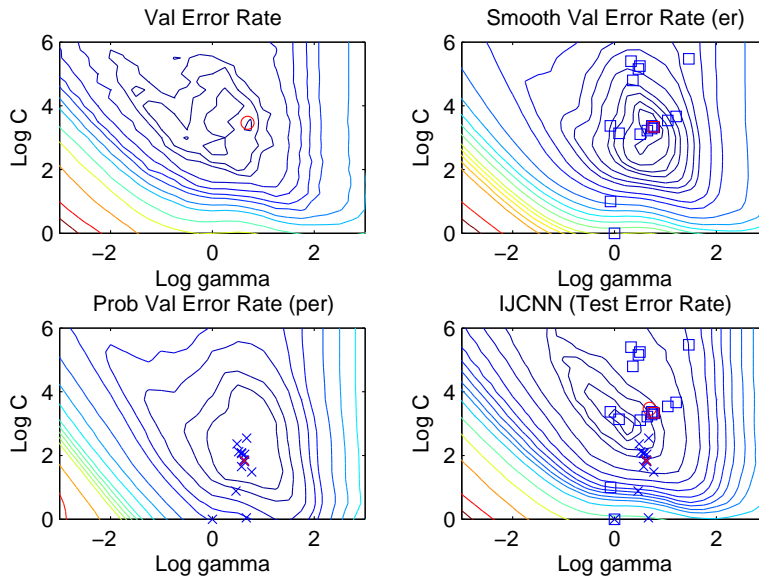 Val Error Rate
6
4
2
0
Log C
−2
0
2
Log gamma
Smooth Val Error Rate (er)
6
4
2
0
Log C
−2
0
2
Log gamma
Prob Val Error Rate (per)
6
4
2
0
Log C
−2
0
2
Log gamma
IJCNN (Test Error Rate)
6
4
2
0
Log C
−2
0
2
Log gamma